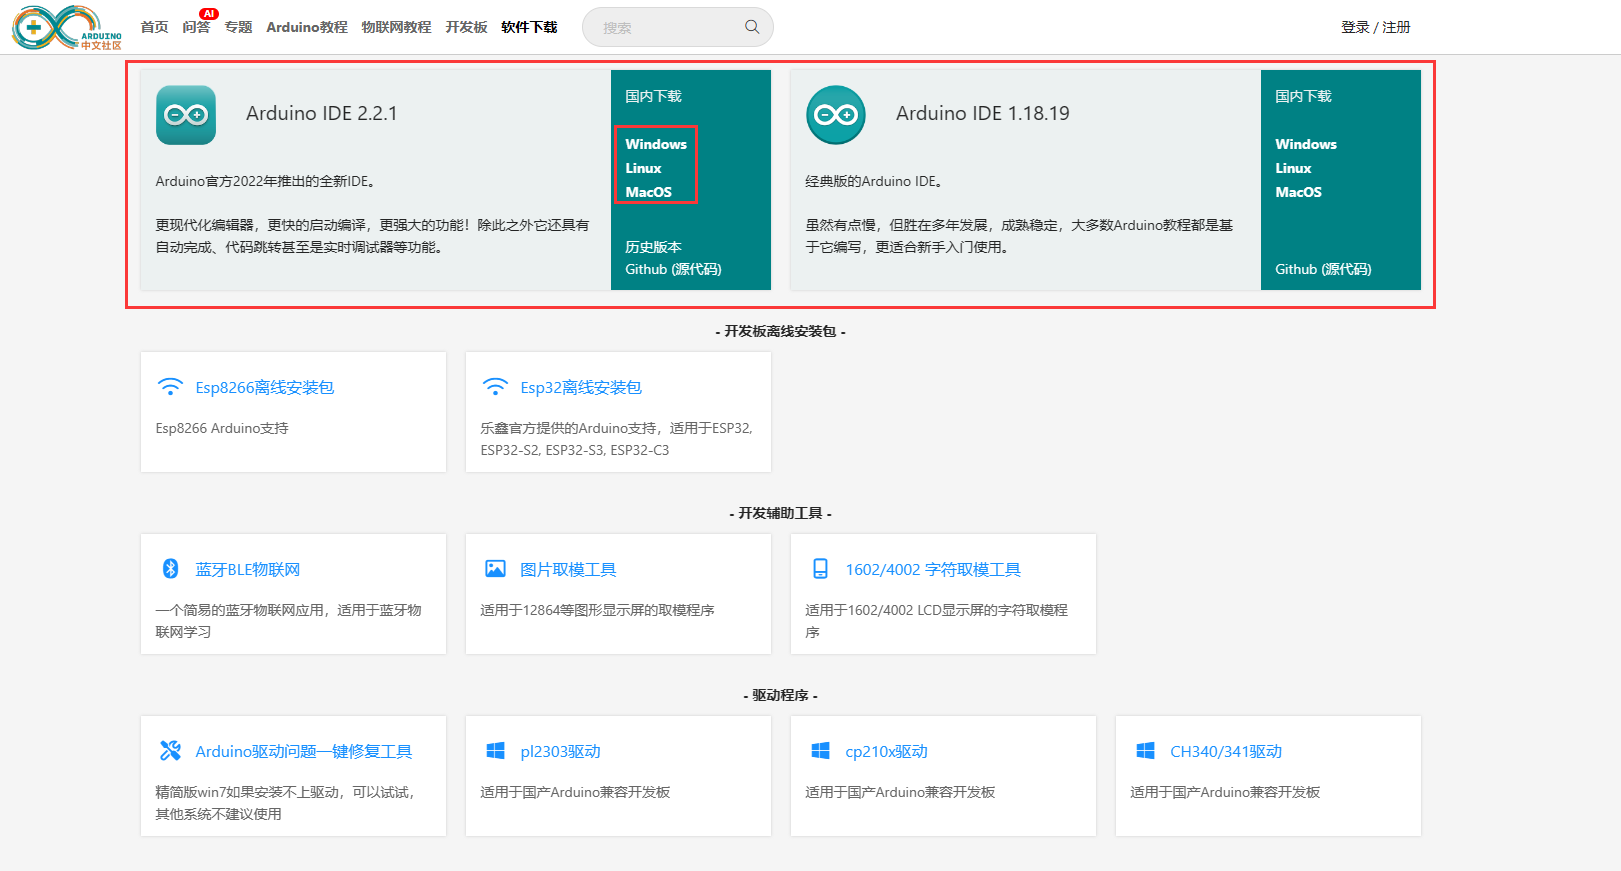 ARDUINO
中文社区
首页 问答 AI 专题 Arduino教程 物联网教程 开发板 软件下载 搜索 登录 / 注册
Arduino IDE 2.2.1
Arduino官方2022年推出的全新IDE。
更现代化编辑器，更快的启动编译，更强大的功能！除此之外它还具有
自动完成、代码跳转甚至是实时调试器等功能。
国内下载
Windows
Linux
MacOS
历史版本
Github (源代码)
Arduino IDE 1.18.19
经典版的Arduino IDE。
虽然有点慢，但胜在多年发展，成熟稳定，大多数Arduino教程都是基
于它编写，更适合新手入门使用。
国内下载
Windows
Linux
MacOS
Github (源代码)
- 开发板离线安装包 -
Esp8266离线安装包
Esp8266 Arduino支持
Esp32离线安装包
乐鑫官方提供的Arduino支持，适用于ESP32,
ESP32-S2, ESP32-S3, ESP32-C3
- 开发辅助工具 -
蓝牙BLE物联网
一个简易的蓝牙物联网应用，适用于蓝牙物
联网学习
图片取模工具
适用于12864等图形显示屏的取模程序
1602/4002 字符取模工具
适用于1602/4002 LCD显示屏的字符取模程
序
- 驱动程序 -
Arduino驱动问题一键修复工具
精简版win7如果安装不上驱动，可以试试，
其他系统不建议使用
pl2303驱动
适用于国产Arduino兼容开发板
cp210x驱动
适用于国产Arduino兼容开发板
CH340/341驱动
适用于国产Arduino兼容开发板